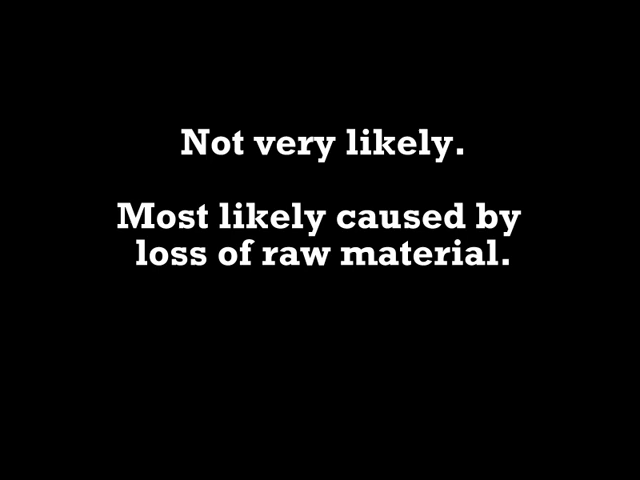 Not very likely.
Most likely caused by
loss of raw material.